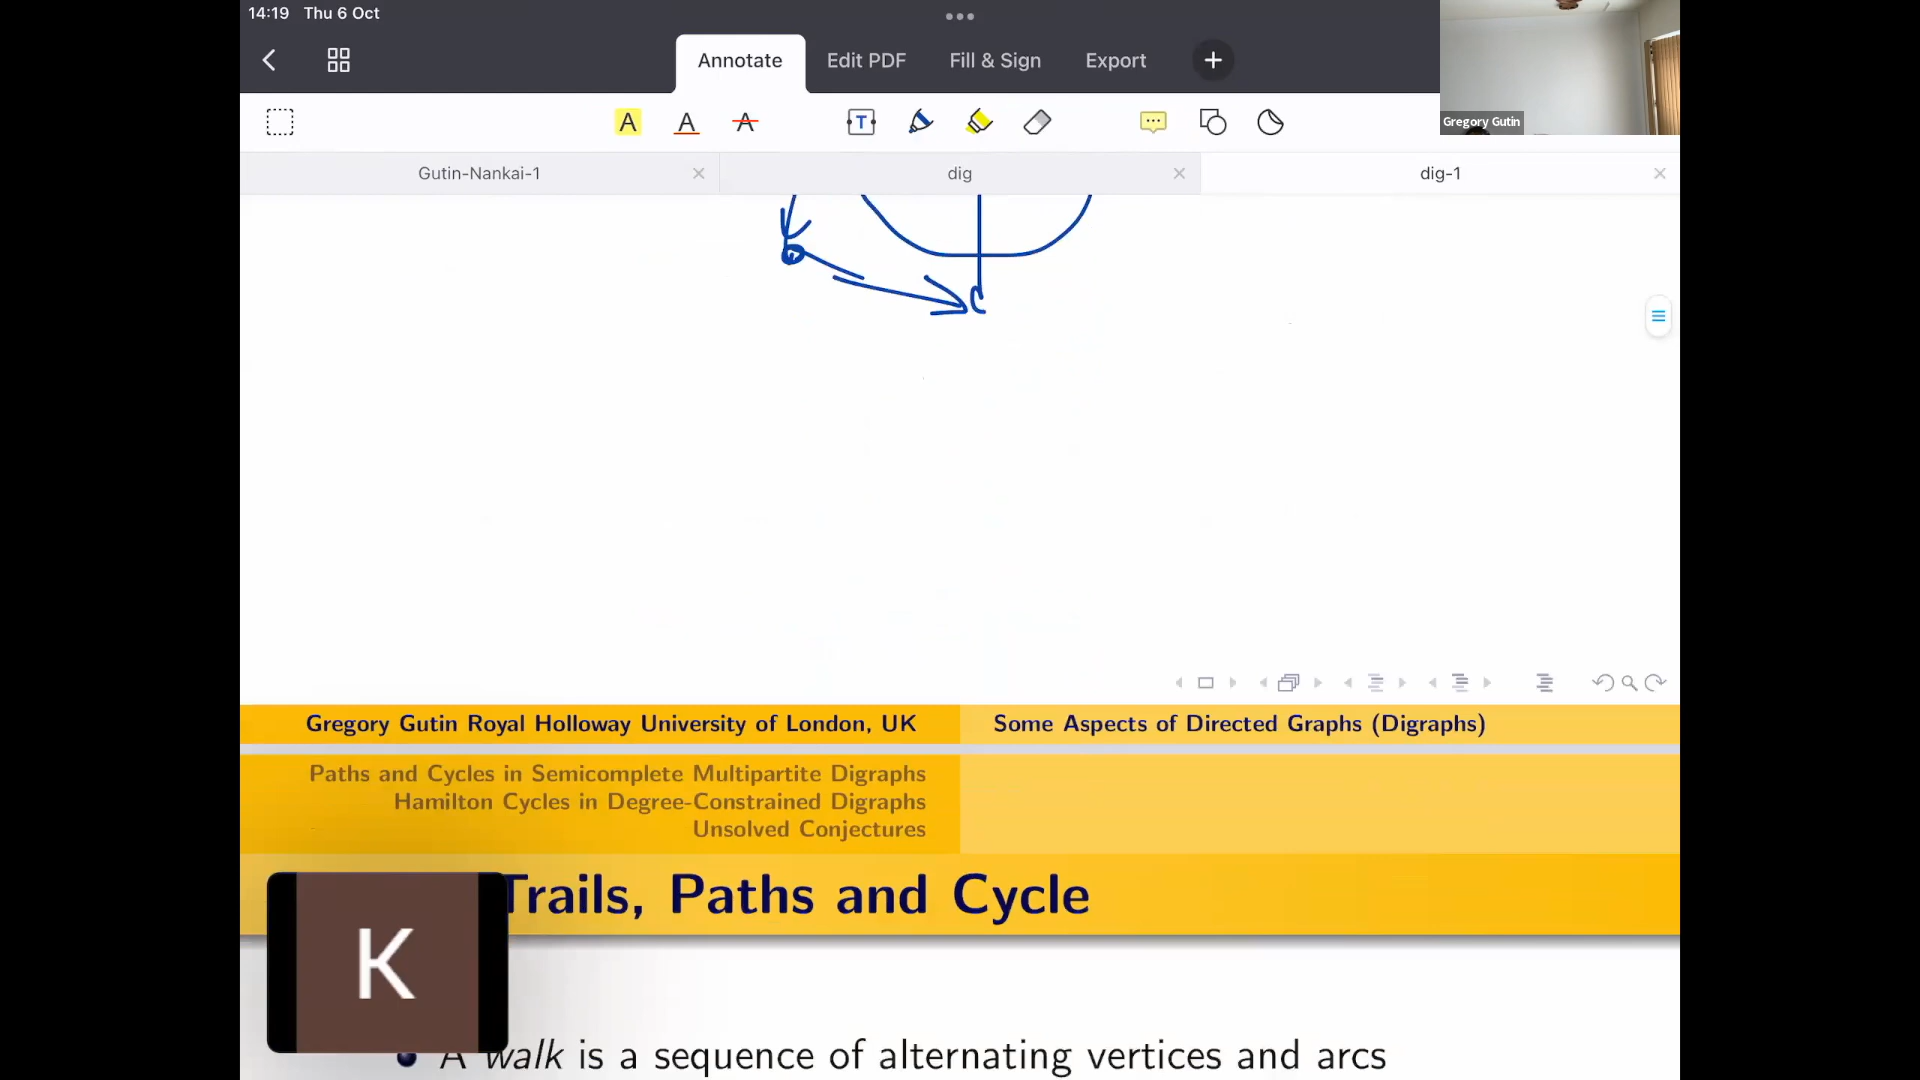 14:19 Thu 6 Oct
Annotate Edit PDF Fill & Sign Export
Gregory Gutin
A A A T
Gutin-Nankai-1 dig dig-1
Gregory Gutin Royal Holloway University of London, UK Some Aspects of Directed Graphs (Digraphs)
Paths and Cycles in Semicomplete Multipartite Digraphs
Hamilton Cycles in Degree-Constrained Digraphs
Unsolved Conjectures
Trails, Paths and Cycle
K
A walk is a sequence of alternating vertices and arcs